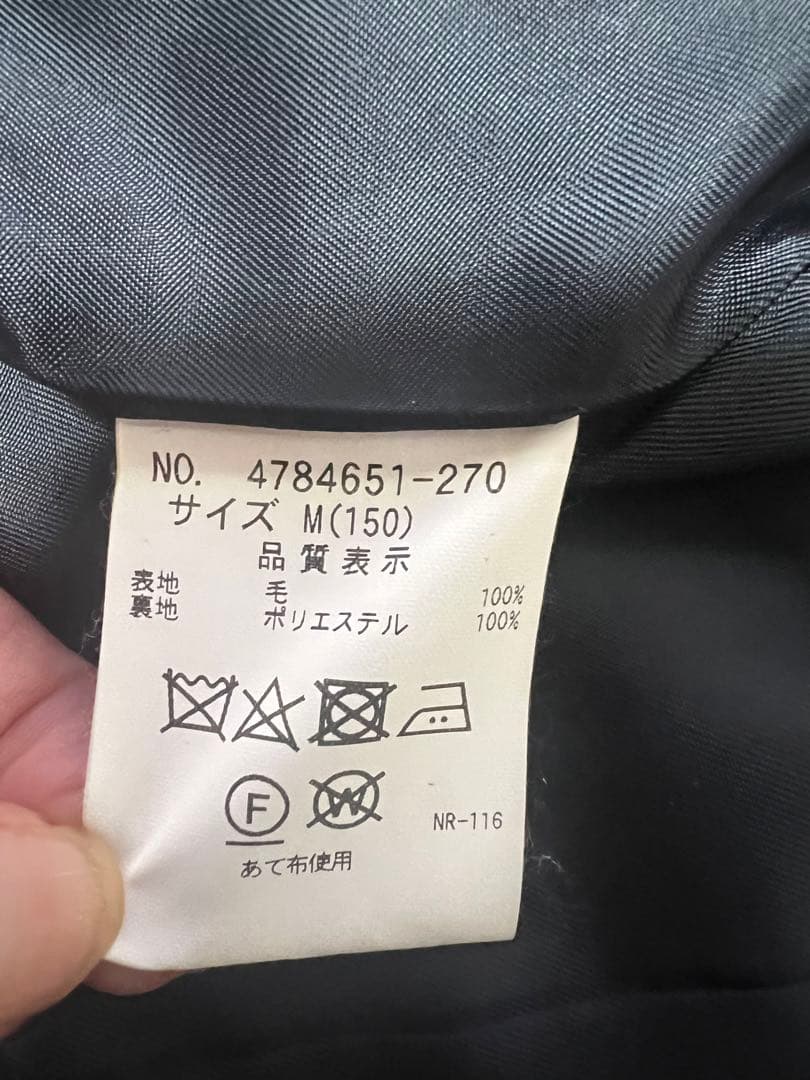 NO. 4784651-270
サイズ M(150)
品質表示
表地 毛 100%
裏地 ポリエステル 100%
F W
NR-116
あて布使用